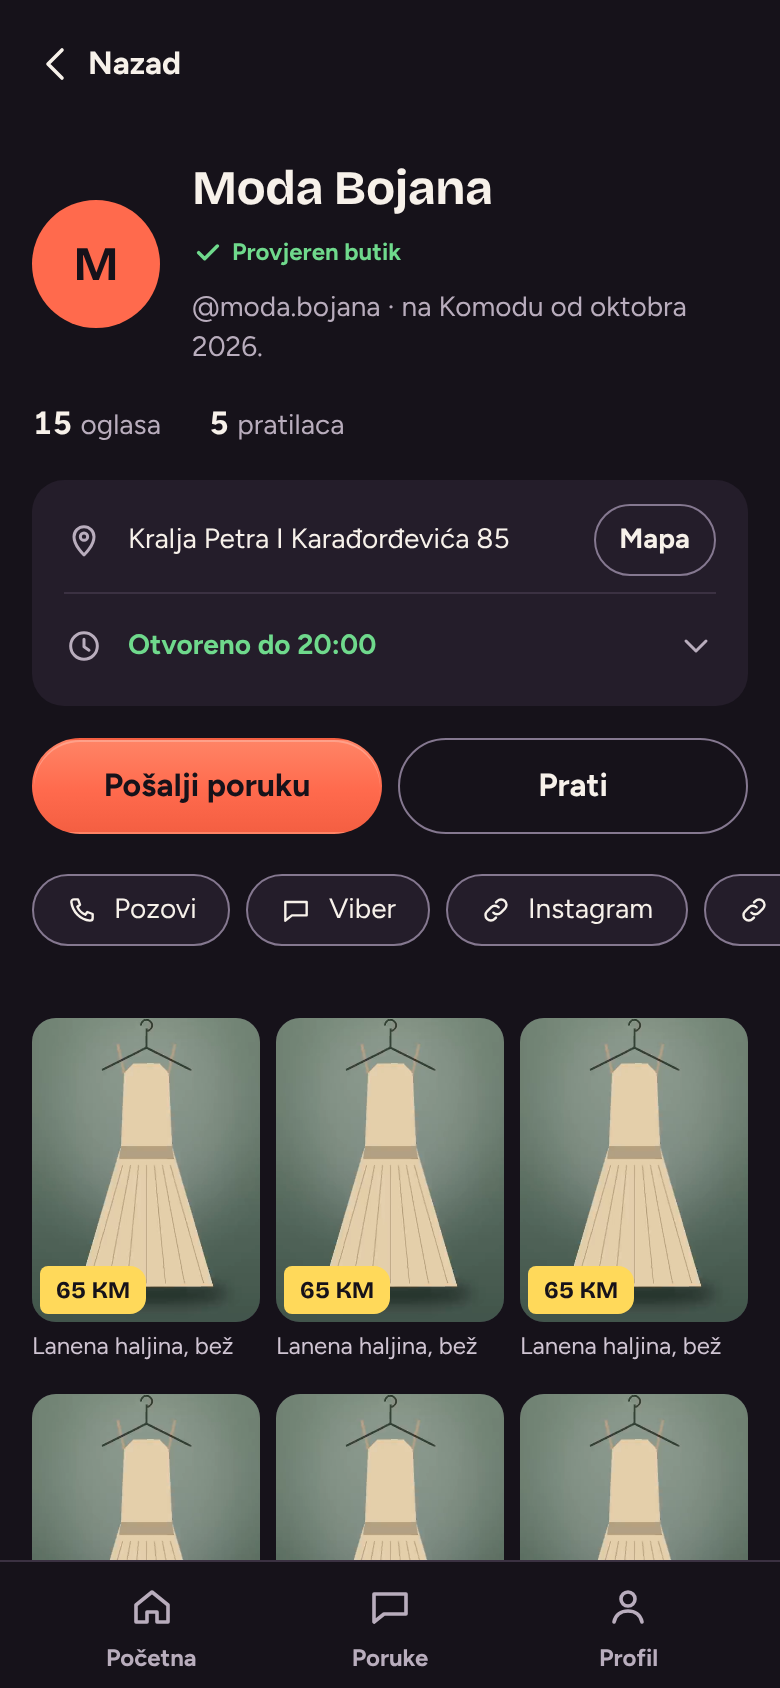 Nazad
Moda Bojana
M
Provjeren butik
@moda.bojana · na Komodu od oktobra
2026.
15 oglasa 5 pratilaca
Kralja Petra I Karađorđevića 85 Mapa
Otvoreno do 20:00
Pošalji poruku Prati
Pozovi Viber Instagram
65 KM 65 KM 65 KM
Lanena haljina, bež Lanena haljina, bež Lanena haljina, bež
Početna Poruke Profil